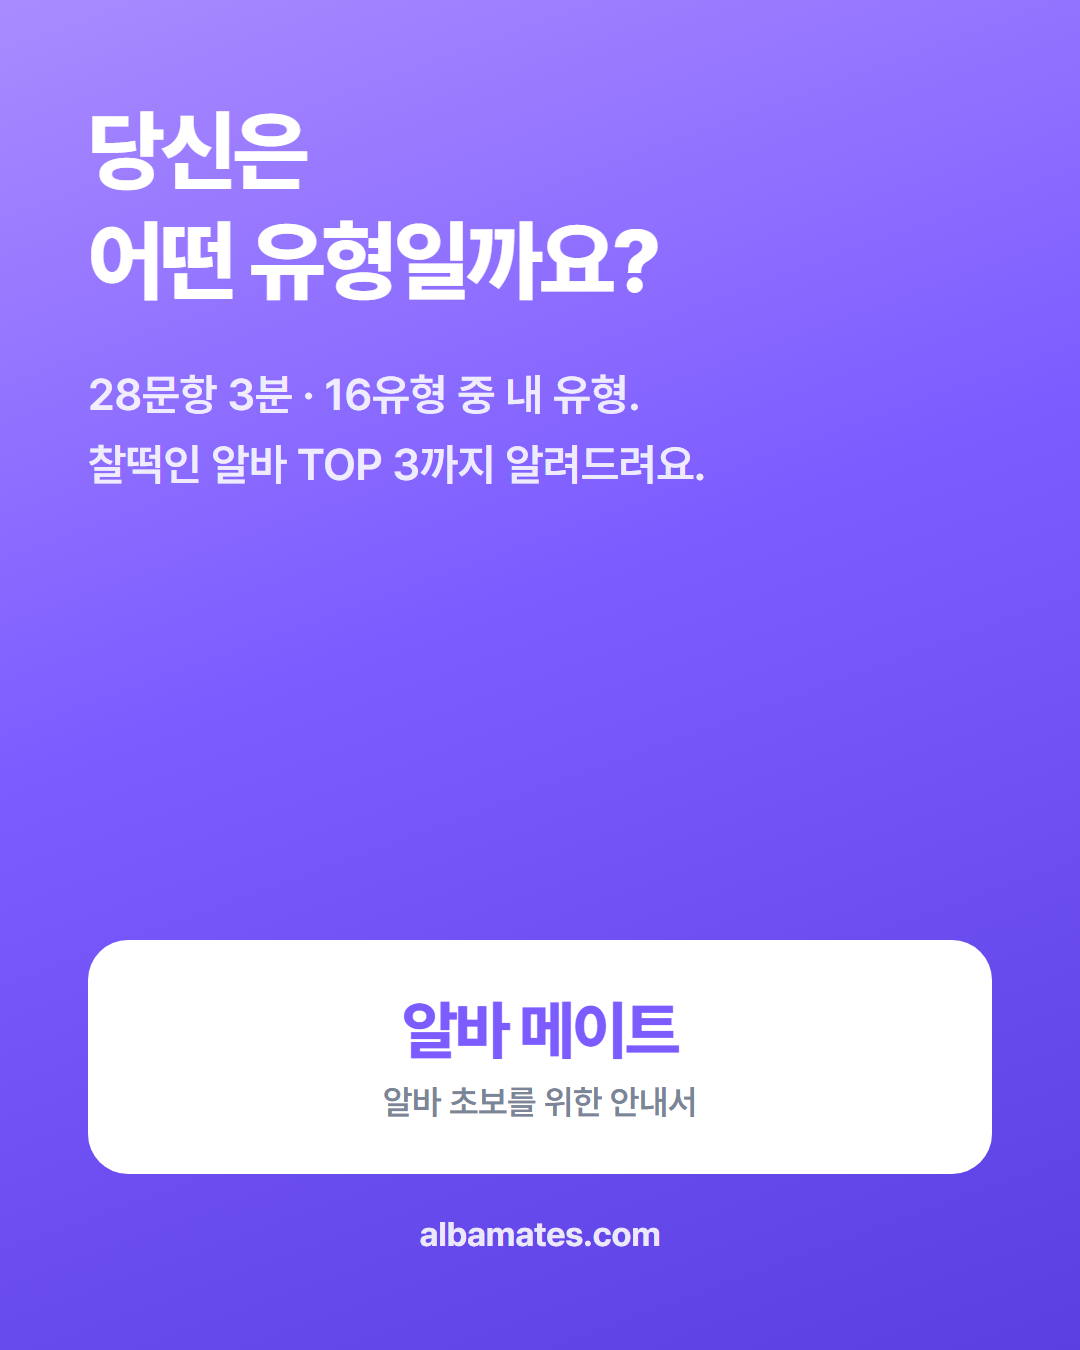 당신은
어떤 유형일까요?
28문항 3분 · 16유형 중 내 유형.
찰떡인 알바 TOP 3까지 알려드려요.
알바 메이트
알바 초보를 위한 안내서
albamates.com